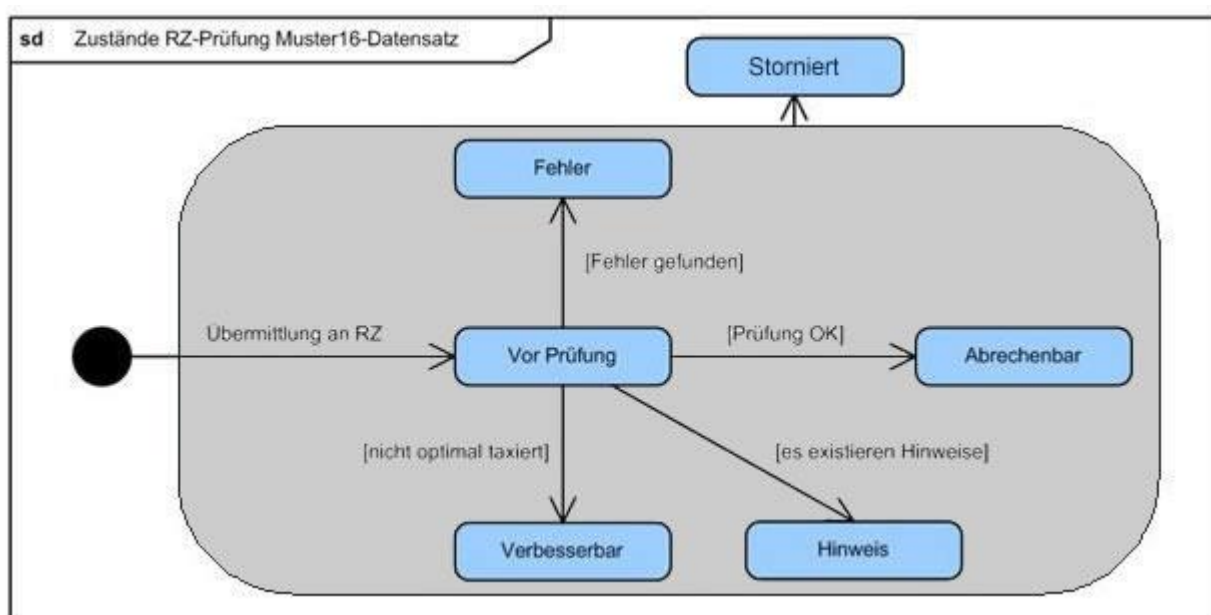 sd Zustände RZ-Prüfung Muster16-Datensatz
Storniert
Fehler
[Fehler gefunden]
Übermittlung an RZ
Vor Prüfung
[Prüfung OK]
Abrechenbar
[nicht optimal taxiert]
[es existieren Hinweise]
Verbesserbar
Hinweis